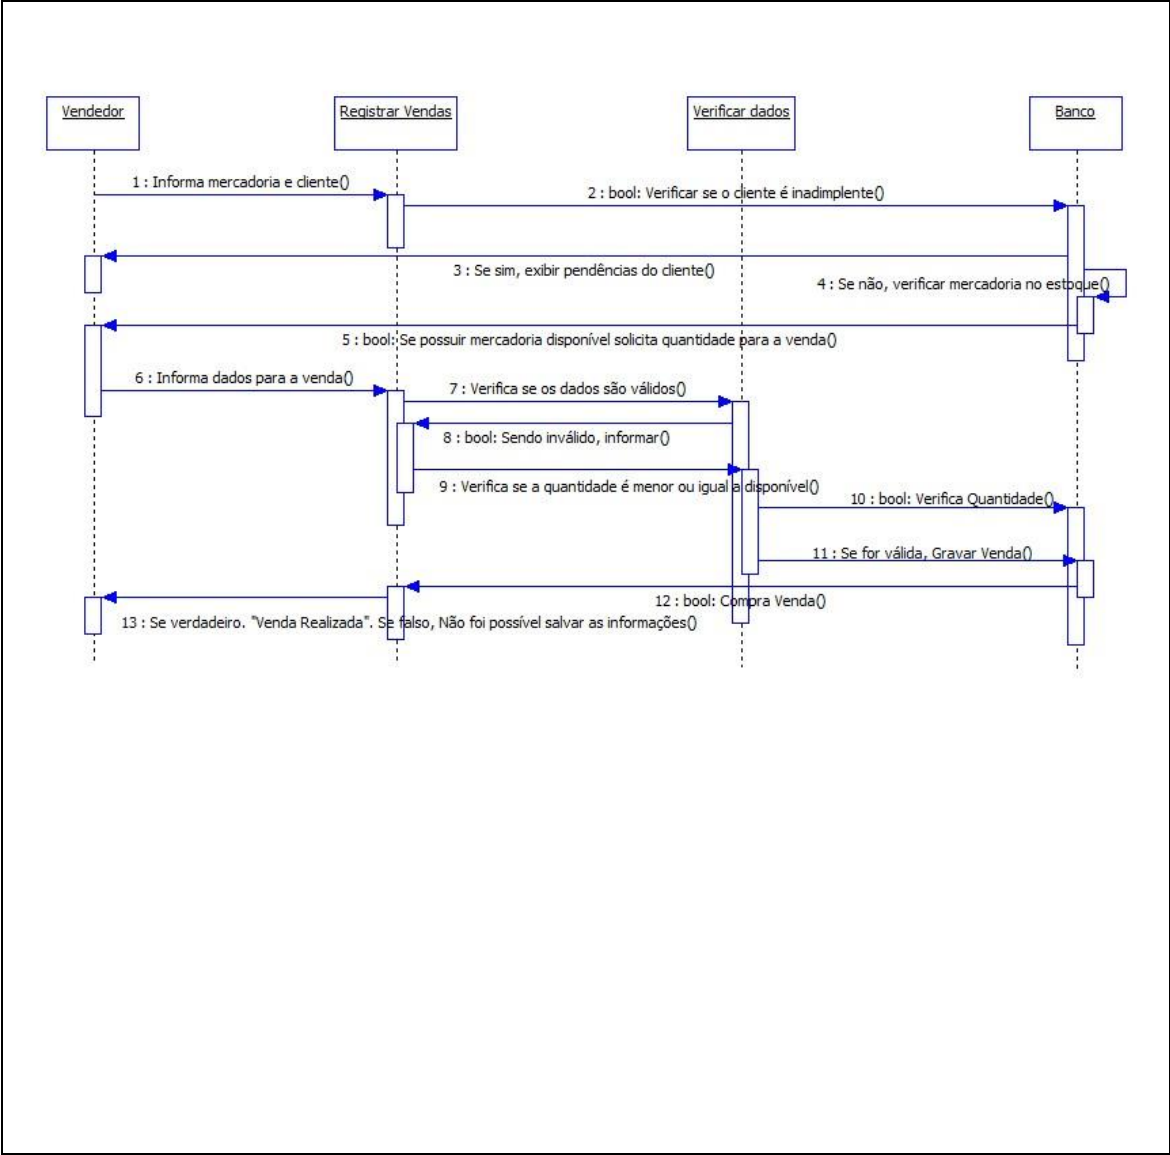 Vendedor
Registrar Vendas
Verificar dados
Banco
1 : Informa mercadoria e cliente()
2 : bool: Verificar se o cliente é inadimplente()
3 : Se sim, exibir pendências do cliente()
4 : Se não, verificar mercadoria no estoque()
5 : bool: Se possuir mercadoria disponível solicita quantidade para a venda()
6 : Informa dados para a venda()
7 : Verifica se os dados são válidos()
8 : bool: Sendo inválido, informar()
9 : Verifica se a quantidade é menor ou igual a disponível()
10 : bool: Verifica Quantidade()
11 : Se for válida, Gravar Venda()
12 : bool: Compra Venda()
13 : Se verdadeiro. "Venda Realizada". Se falso, Não foi possível salvar as informações()